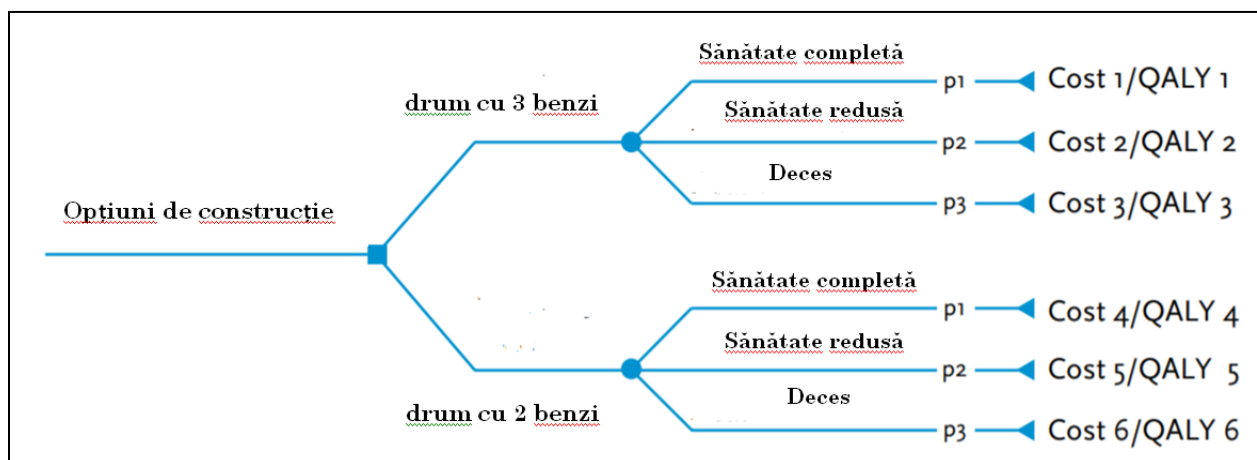 Sănătate completă
drum cu 3 benzi
p1 Cost 1/QALY 1
Sănătate redusă
p2 Cost 2/QALY 2
Deces
p3 Cost 3/QALY 3
Opțiuni de construcție
Sănătate completă
p1 Cost 4/QALY 4
Sănătate redusă
p2 Cost 5/QALY 5
Deces
drum cu 2 benzi
p3 Cost 6/QALY 6